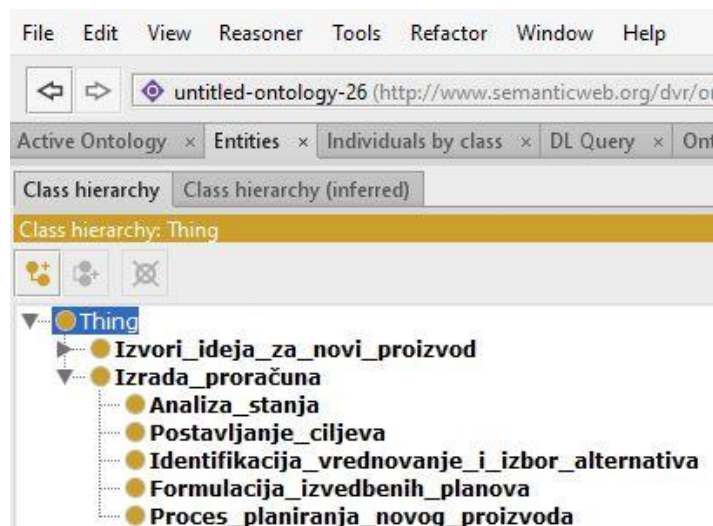 File Edit View Reasoner Tools Refactor Window Help
untitled-ontology-26 (http://www.semanticweb.org/dvr/o
Active Ontology × Entities × Individuals by class × DL Query × Ont
Class hierarchy Class hierarchy (inferred)
Class hierarchy: Thing
Thing
Izvori_ideja_za_novi_proizvod
Izrada_proračuna
Analiza_stanja
Postavljanje_ciljeva
Identifikacija_vrednovanje_i_izbor_alternativa
Formulacija_izvedbenih_planova
Proces_planiranja_novog_proizvoda